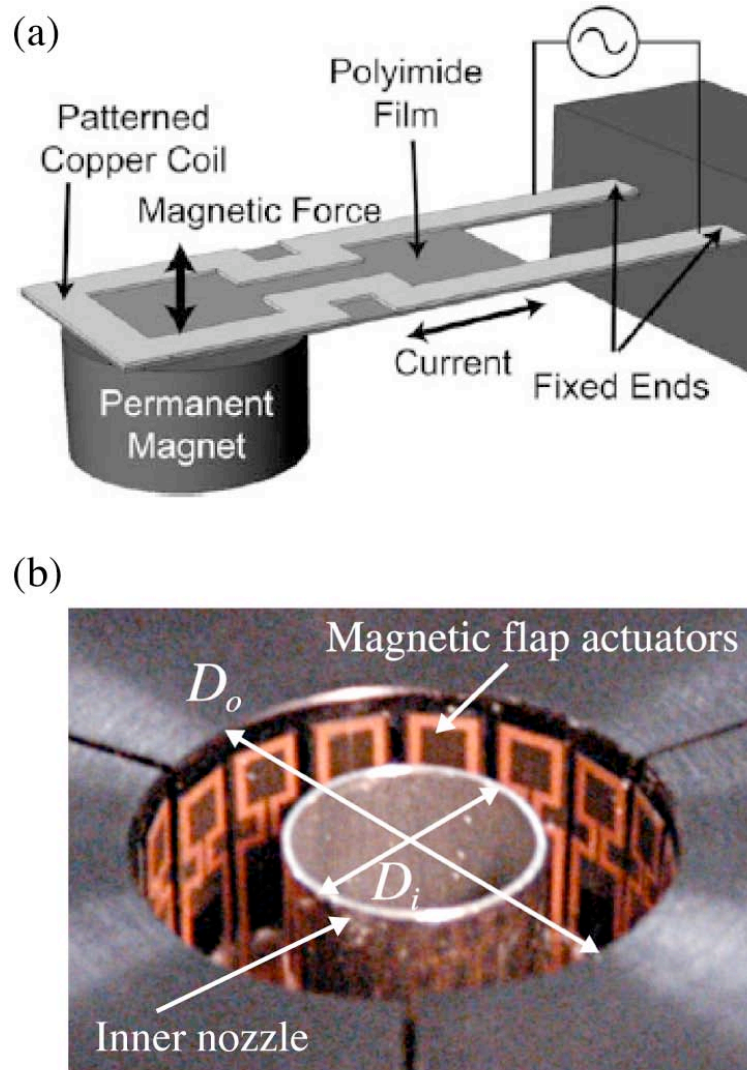 (a)
Polyimide
Film
Patterned
Copper Coil
Magnetic Force
Current
Fixed Ends
Permanent
Magnet
(b)
Magnetic flap actuators
Dₒ
Dᵢ
Inner nozzle